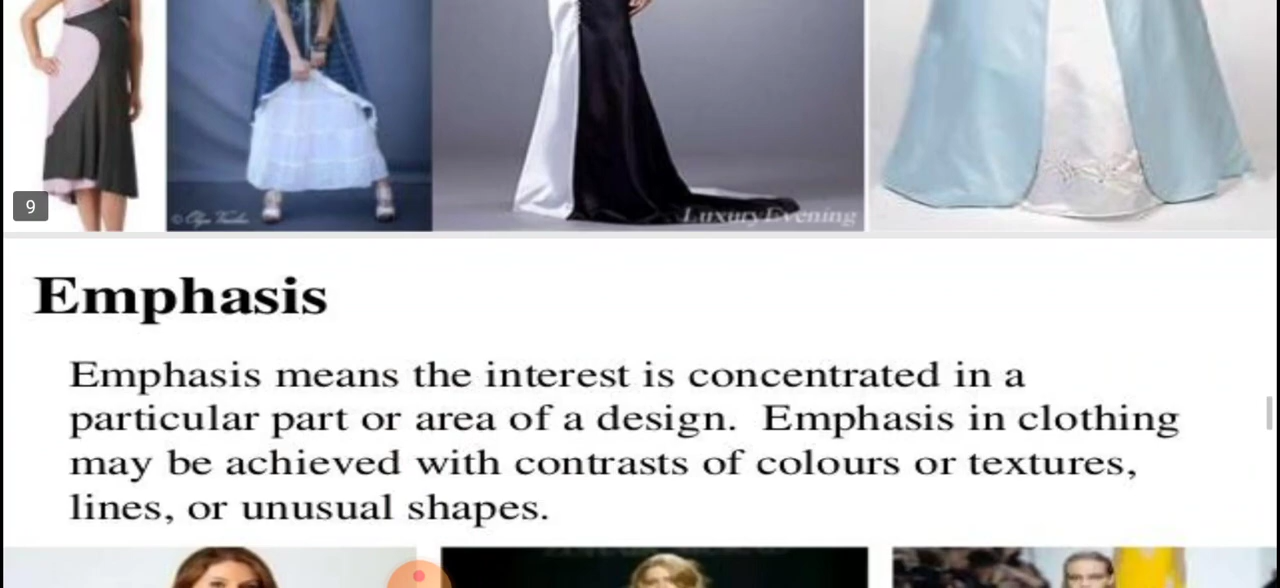 9
© Olga
LuxuryEvening
Emphasis
Emphasis means the interest is concentrated in a
particular part or area of a design.  Emphasis in clothing
may be achieved with contrasts of colours or textures,
lines, or unusual shapes.